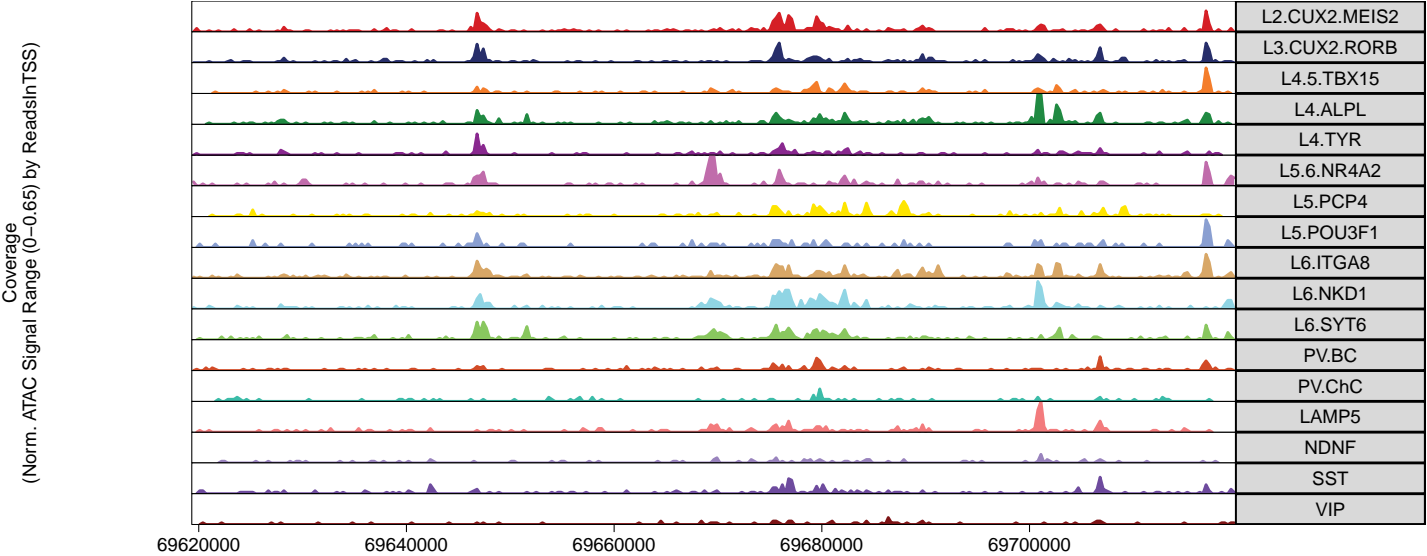 Coverage
(Norm. ATAC Signal Range (0−0.65) by ReadsInTSS)
L2.CUX2.MEIS2
L3.CUX2.RORB
L4.5.TBX15
L4.ALPL
L4.TYR
L5.6.NR4A2
L5.PCP4
L5.POU3F1
L6.ITGA8
L6.NKD1
L6.SYT6
PV.BC
PV.ChC
LAMP5
NDNF
SST
VIP
69620000 69640000 69660000 69680000 69700000